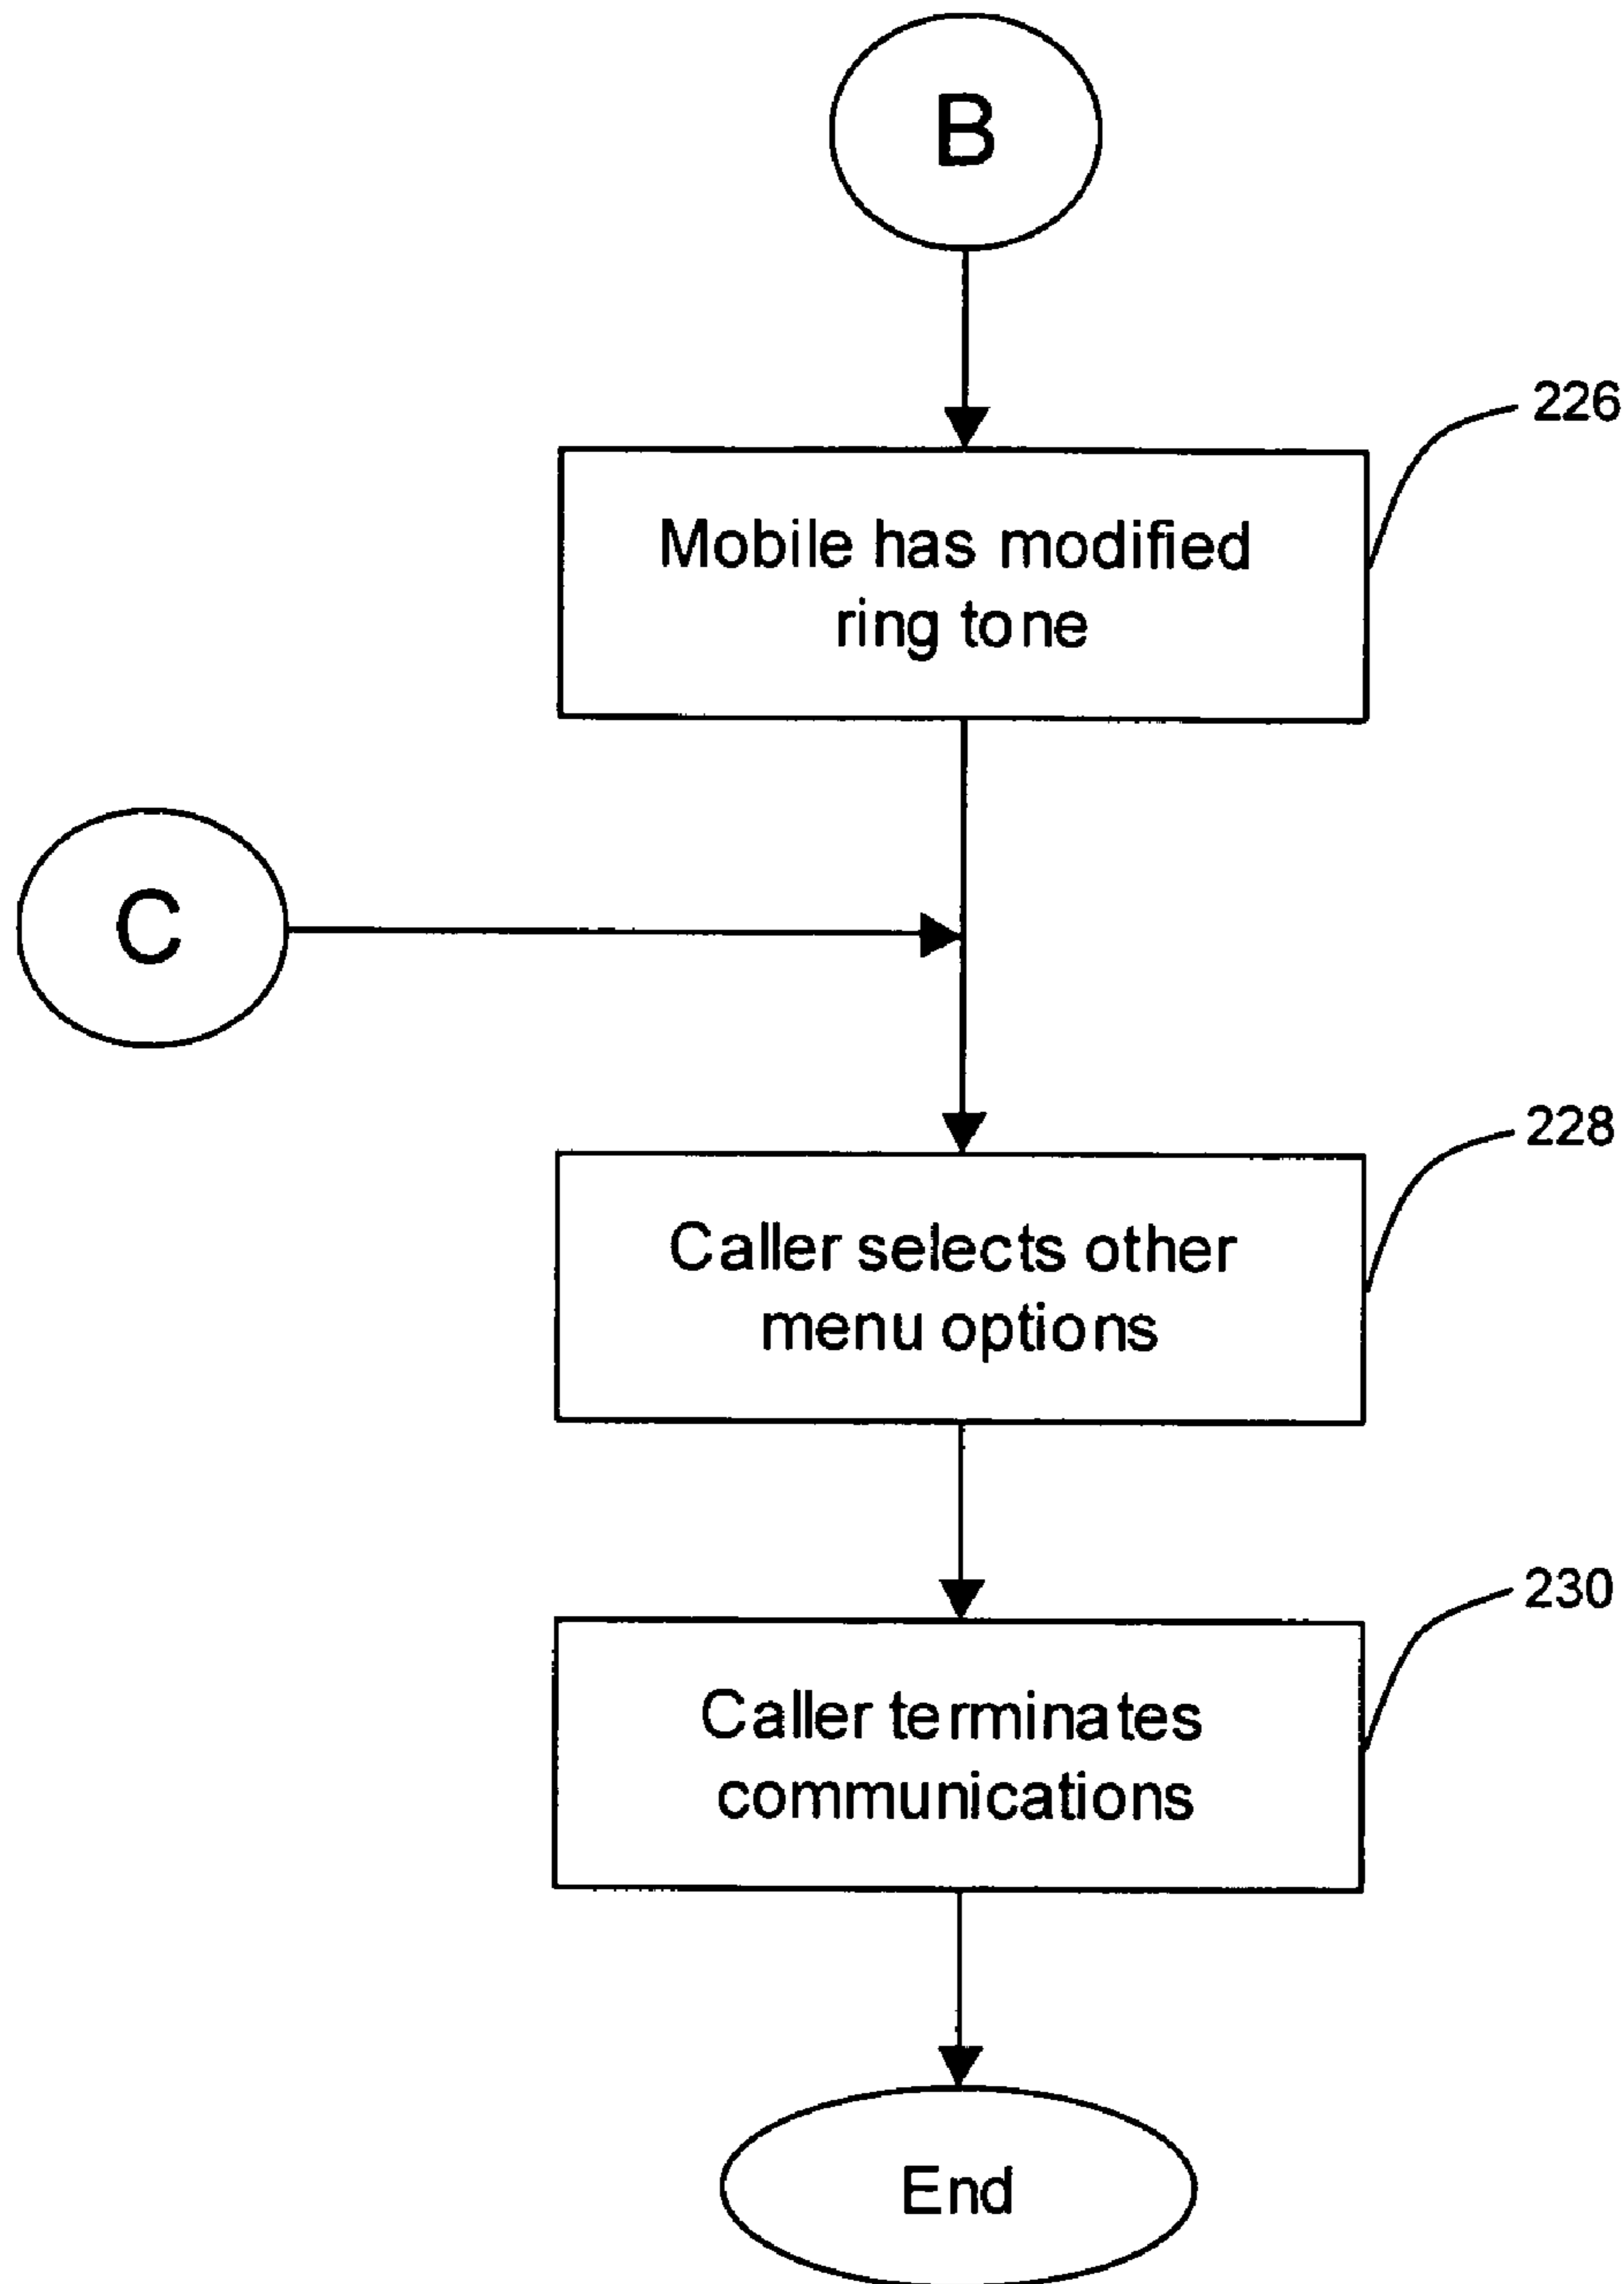 B
226
Mobile has modified
ring tone
C
228
Caller selects other
menu options
230
Caller terminates
communications
End